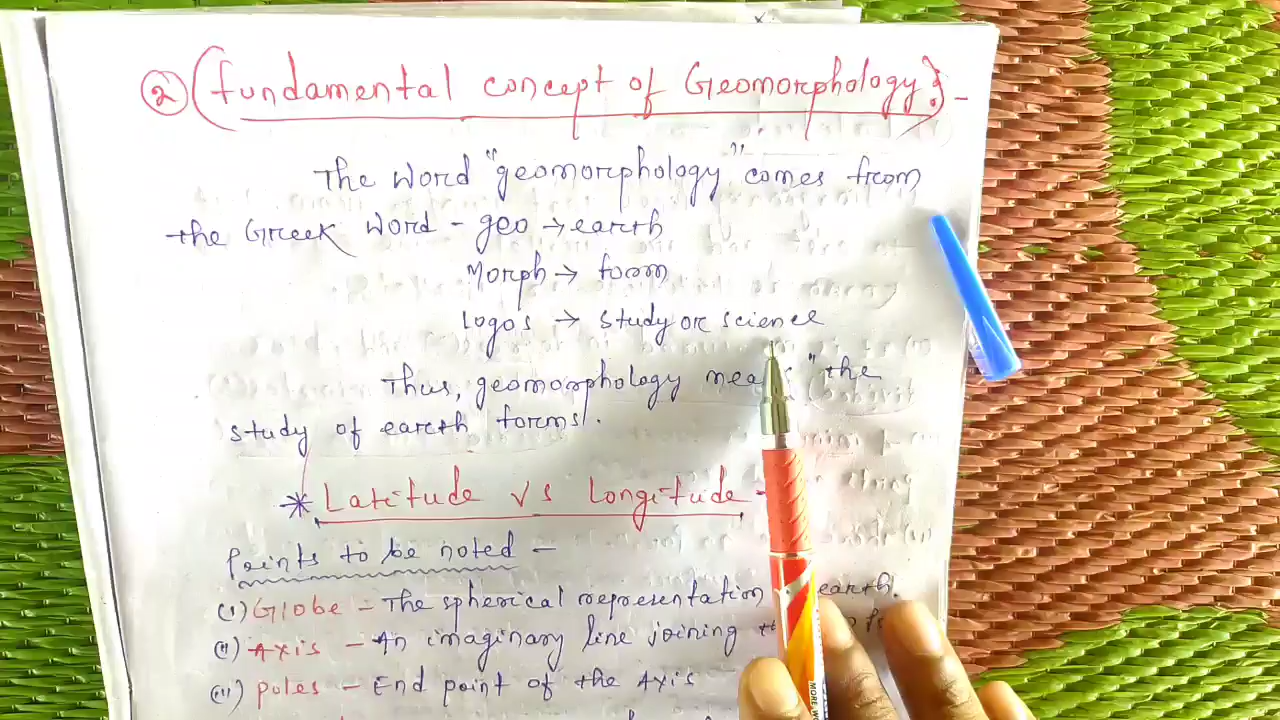 ② (Fundamental concept of Geomorphology :-
The word "geomorphology" comes from
the Greek word - geo → earth
Morph → form
Logos → study or science
Thus, geomorphology "the
study of earth forms.
* Latitude vs Longitude -
Points to be noted -
(i) Globe - The spherical representation earth.
(ii) Axis - An imaginary line joining
(iii) poles - End point of the Axis
MORE